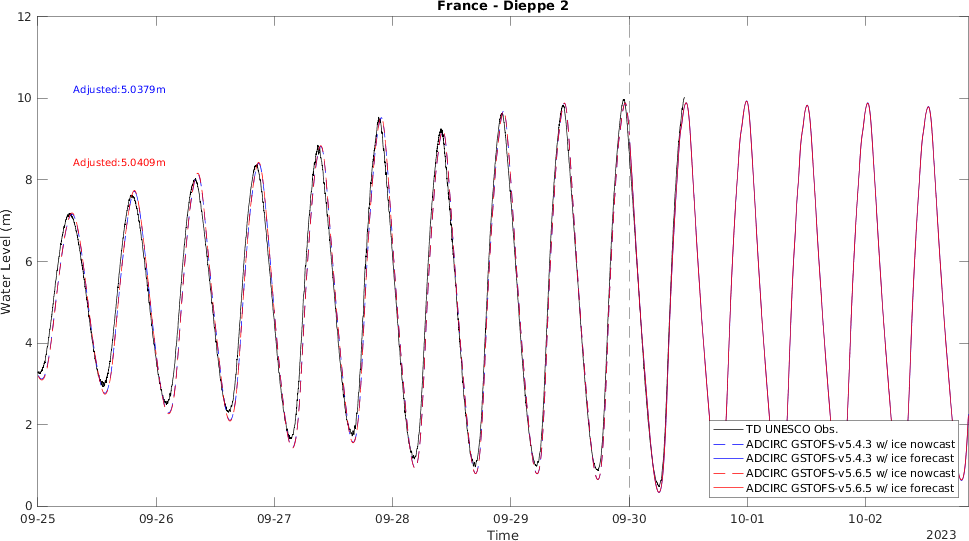 France - Dieppe 2
12
10
8
6
4
2
0
Water Level (m)
Adjusted:5.0379m
Adjusted:5.0409m
TD UNESCO Obs.
ADCIRC GSTOFS-v5.4.3 w/ ice nowcast
ADCIRC GSTOFS-v5.4.3 w/ ice forecast
ADCIRC GSTOFS-v5.6.5 w/ ice nowcast
ADCIRC GSTOFS-v5.6.5 w/ ice forecast
09-25 09-26 09-27 09-28 09-29 09-30 10-01 10-02
Time
2023